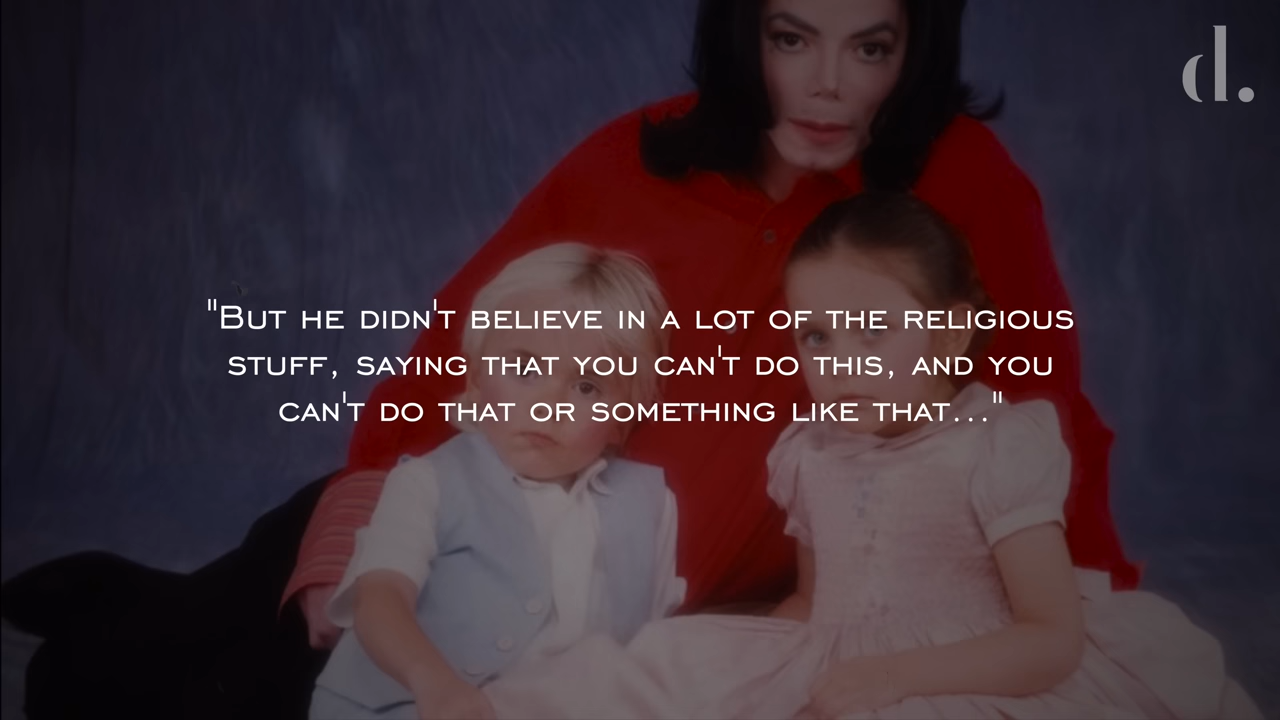 d.
"But he didn't believe in a lot of the religious
stuff, saying that you can't do this, and you
can't do that or something like that..."